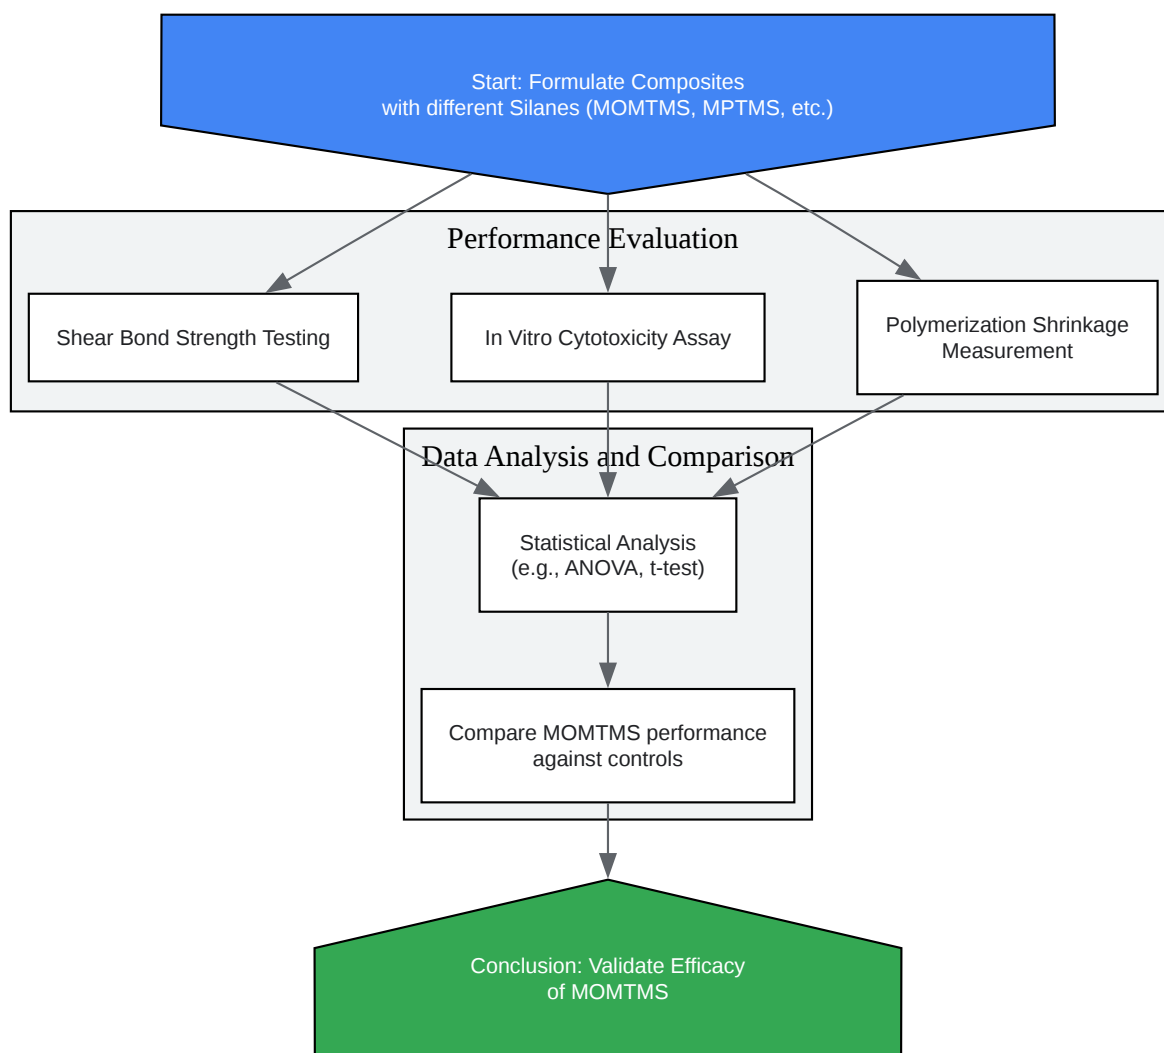 Start: Formulate Composites
with different Silanes (MOMTMS, MPTMS, etc.)
Performance Evaluation
Shear Bond Strength Testing
In Vitro Cytotoxicity Assay
Polymerization Shrinkage
Measurement
Data Analysis and Comparison
Statistical Analysis
(e.g., ANOVA, t-test)
Compare MOMTMS performance
against controls
Conclusion: Validate Efficacy
of MOMTMS